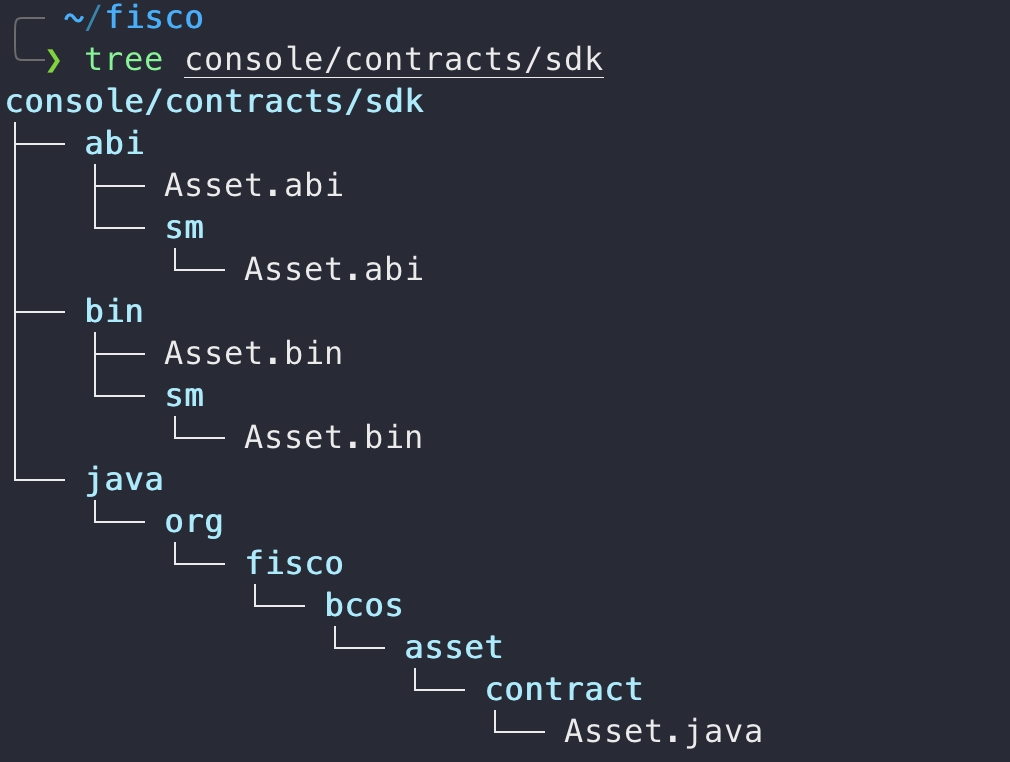 ~/fisco
❯ tree console/contracts/sdk
console/contracts/sdk
├── abi
│   ├── Asset.abi
│   └── sm
│       └── Asset.abi
├── bin
│   ├── Asset.bin
│   └── sm
│       └── Asset.bin
└── java
    └── org
        └── fisco
            └── bcos
                └── asset
                    └── contract
                        └── Asset.java